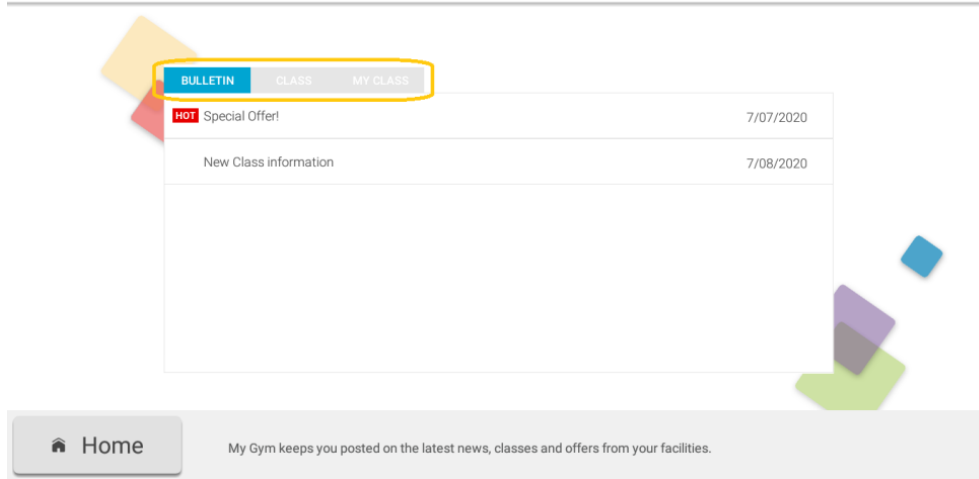 BULLETIN CLASS MY CLASS
HOT Special Offer! 7/07/2020
New Class information 7/08/2020
Home My Gym keeps you posted on the latest news, classes and offers from your facilities.